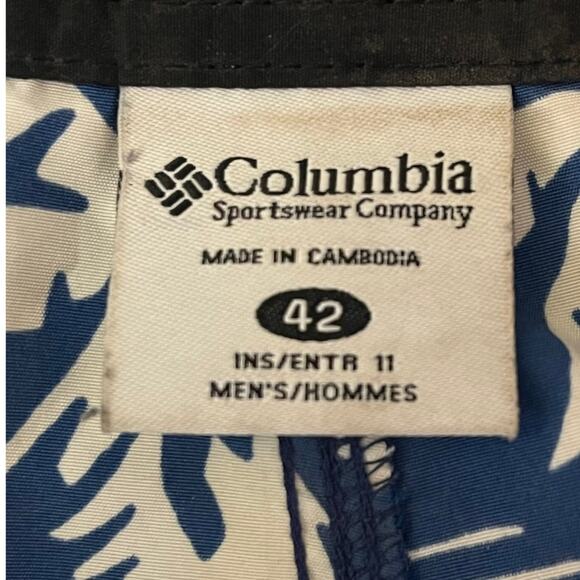 Columbia
Sportswear Company
MADE IN CAMBODIA
42
INS/ENTR 11
MEN'S/HOMMES